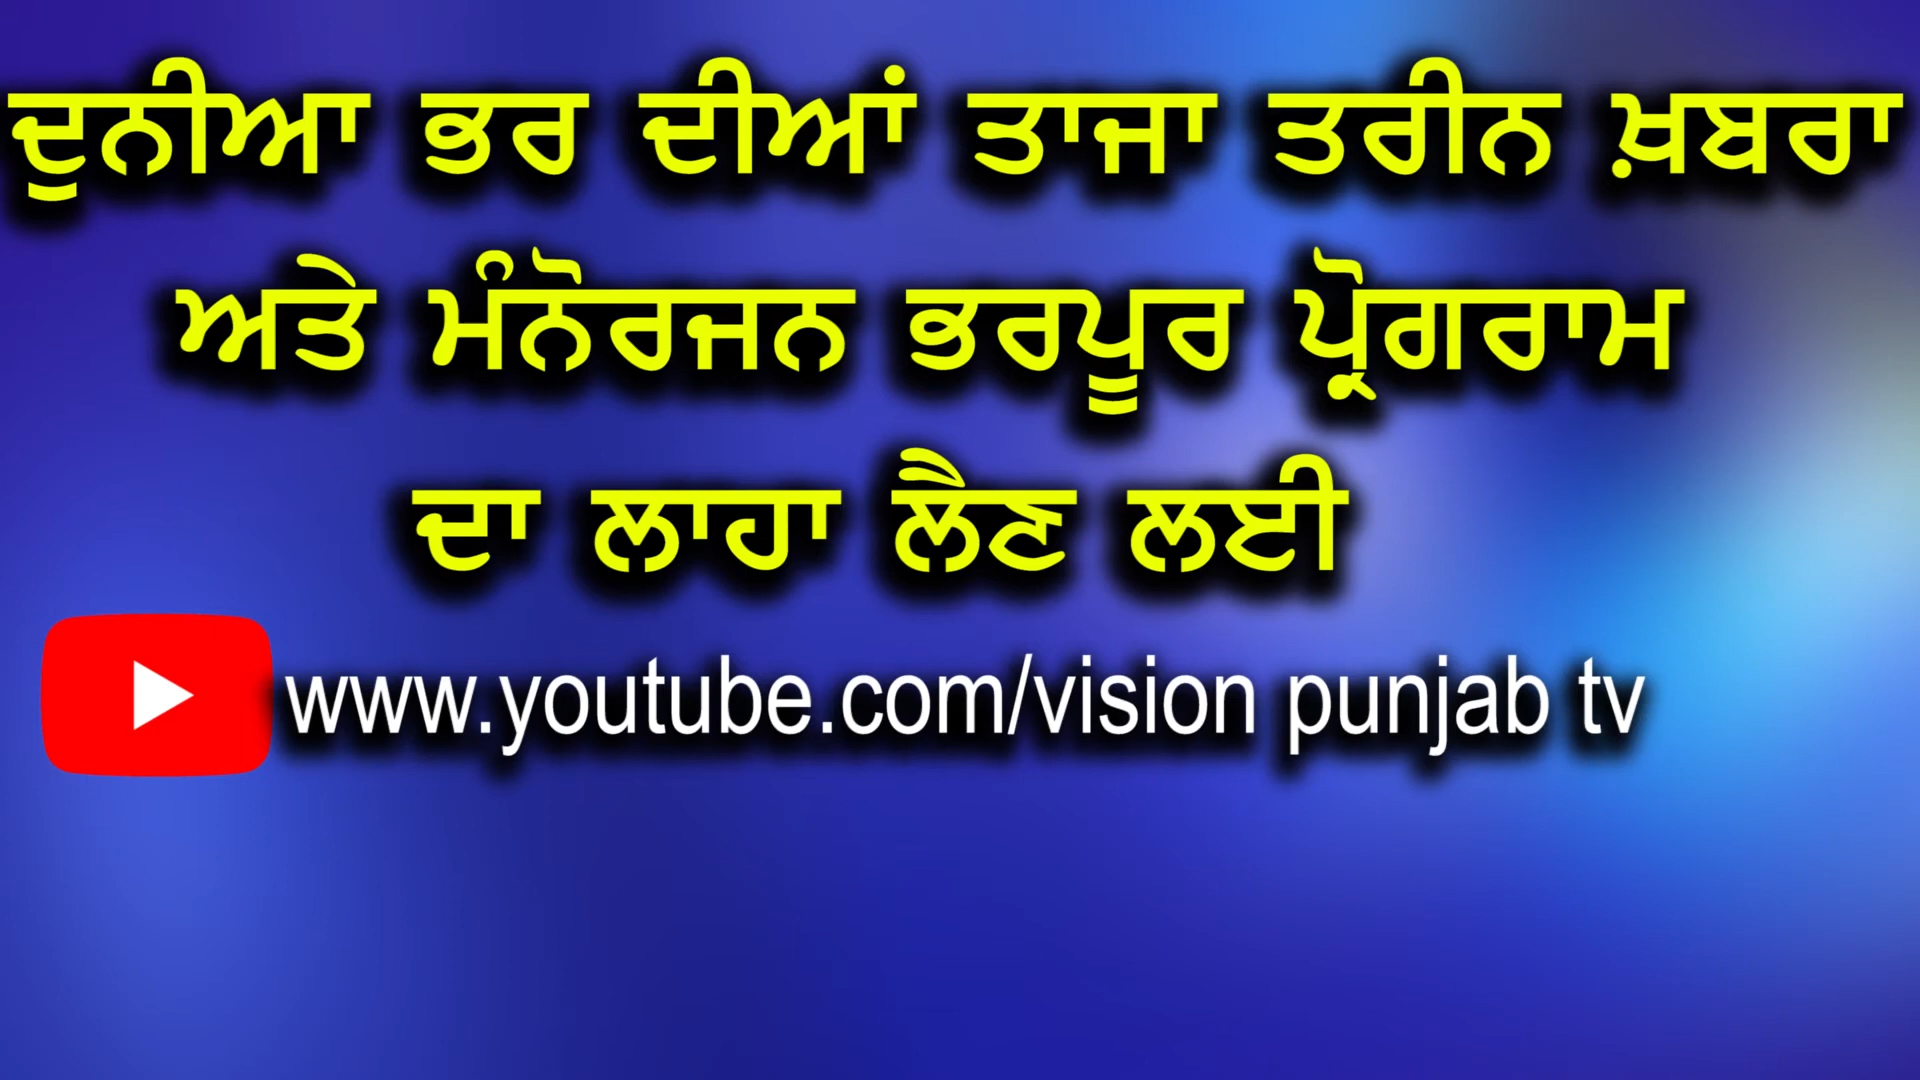 ਦੁਨੀਆ ਭਰ ਦੀਆਂ ਤਾਜਾ ਤਰੀਨ ਖ਼ਬਰਾ
ਅਤੇ ਮੰਨੋਰਜਨ ਭਰਪੂਰ ਪ੍ਰੋਗਰਾਮ
ਦਾ ਲਾਹਾ ਲੈਣ ਲਈ
www.youtube.com/vision punjab tv